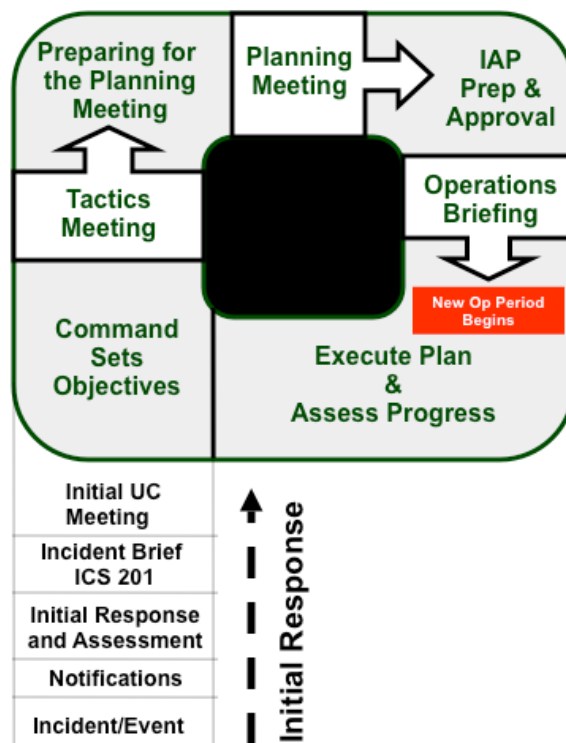 Preparing for
the Planning
Meeting
Planning
Meeting
IAP
Prep &
Approval
Tactics
Meeting
Operations
Briefing
New Op Period
Begins
Command
Sets
Objectives
Execute Plan
&
Assess Progress
Initial UC
Meeting
Incident Brief
ICS 201
Initial Response
and Assessment
Notifications
Incident/Event
Initial Response